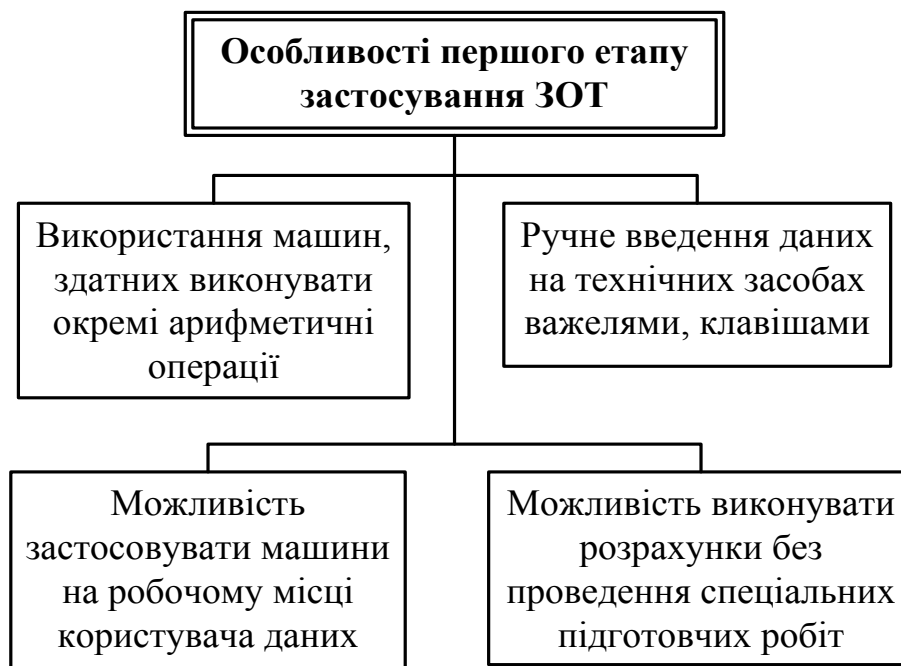 Особливості першого етапу
застосування ЗОТ
Використання машин,
здатних виконувати
окремі арифметичні
операції
Ручне введення даних
на технічних засобах
важелями, клавішами
Можливість
застосовувати машини
на робочому місці
користувача даних
Можливість виконувати
розрахунки без
проведення спеціальних
підготовчих робіт